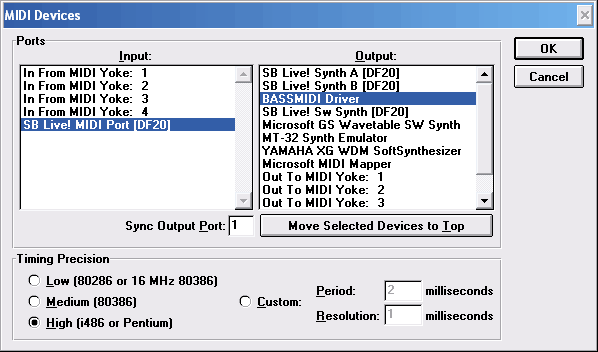 MIDI Devices
Ports
Input:
In From MIDI Yoke:  1
In From MIDI Yoke:  2
In From MIDI Yoke:  3
In From MIDI Yoke:  4
SB Live! MIDI Port [DF20]
Output:
SB Live! Synth A [DF20]
SB Live! Synth B [DF20]
BASSMIDI Driver
SB Live! Sw Synth [DF20]
Microsoft GS Wavetable SW Synth
MT-32 Synth Emulator
YAMAHA XG WDM SoftSynthesizer
Microsoft MIDI Mapper
Out To MIDI Yoke:  1
Out To MIDI Yoke:  2
Out To MIDI Yoke:  3
OK
Cancel
Sync Output Port: 1
Move Selected Devices to Top
Timing Precision
Low (80286 or 16 MHz 80386)
Medium (80386)
High (i486 or Pentium)
Custom:
Period: 2 milliseconds
Resolution: 1 milliseconds